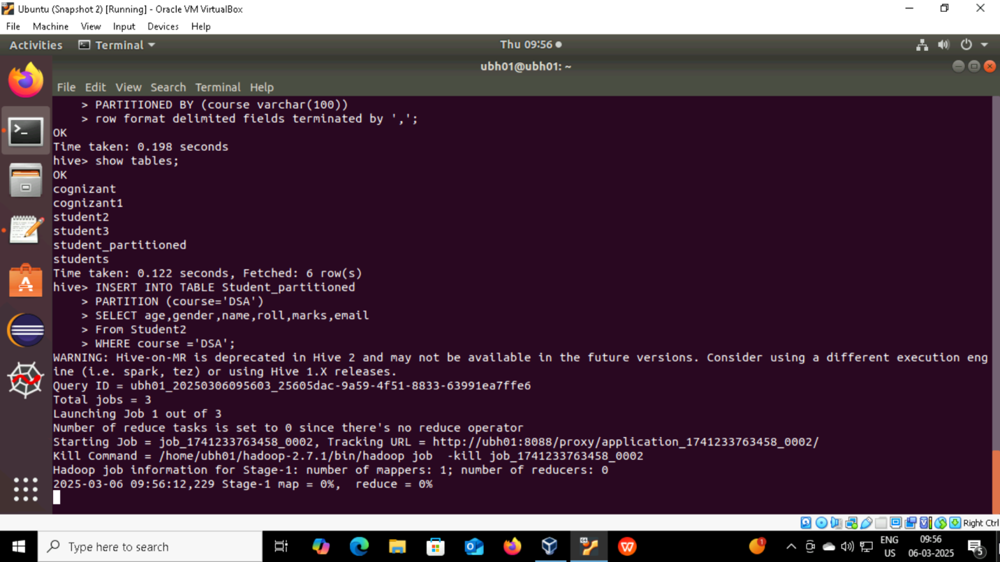 Ubuntu (Snapshot 2) [Running] - Oracle VM VirtualBox
File Machine View Input Devices Help
Activities Terminal Thu 09:56
ubh01@ubh01: ~
File Edit View Search Terminal Help
    > PARTITIONED BY (course varchar(100))
    > row format delimited fields terminated by ',';
OK
Time taken: 0.198 seconds
hive> show tables;
OK
cognizant
cognizant1
student2
student3
student_partitioned
students
Time taken: 0.122 seconds, Fetched: 6 row(s)
hive> INSERT INTO TABLE Student_partitioned
    > PARTITION (course='DSA')
    > SELECT age,gender,name,roll,marks,email
    > From Student2
    > WHERE course ='DSA';
WARNING: Hive-on-MR is deprecated in Hive 2 and may not be available in the future versions. Consider using a different execution eng
ine (i.e. spark, tez) or using Hive 1.X releases.
Query ID = ubh01_20250306095603_25605dac-9a59-4f51-8833-63991ea7ffe6
Total jobs = 3
Launching Job 1 out of 3
Number of reduce tasks is set to 0 since there's no reduce operator
Starting Job = job_1741233763458_0002, Tracking URL = http://ubh01:8088/proxy/application_1741233763458_0002/
Kill Command = /home/ubh01/hadoop-2.7.1/bin/hadoop job  -kill job_1741233763458_0002
Hadoop job information for Stage-1: number of mappers: 1; number of reducers: 0
2025-03-06 09:56:12,229 Stage-1 map = 0%,  reduce = 0%
Right Ctrl
Type here to search
1
ENG
US
09:56
06-03-2025
5